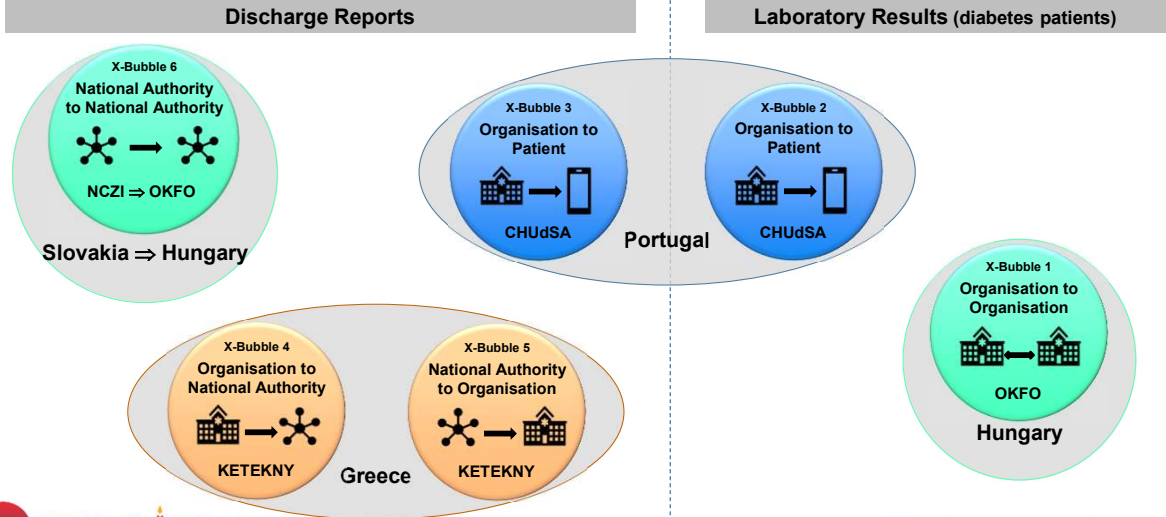 Discharge Reports
Laboratory Results (diabetes patients)
X-Bubble 6
National Authority
to National Authority
NCZI ⇒ OKFO
Slovakia ⇒ Hungary
X-Bubble 3
Organisation to
Patient
CHUdSA
Portugal
X-Bubble 2
Organisation to
Patient
CHUdSA
X-Bubble 1
Organisation to
Organisation
OKFO
Hungary
X-Bubble 4
Organisation to
National Authority
KETEKNY
Greece
X-Bubble 5
National Authority
to Organisation
KETEKNY